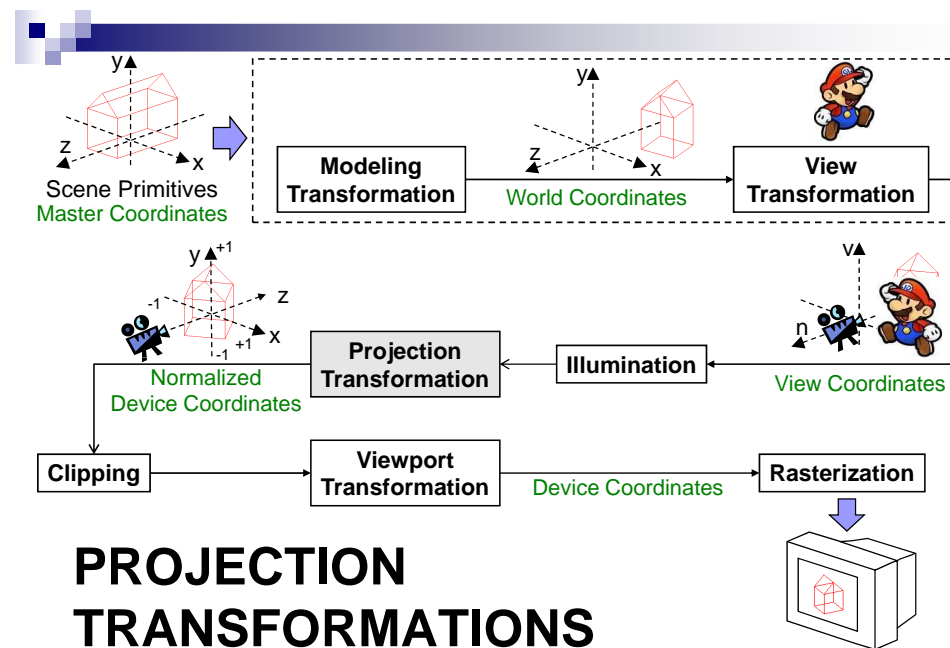 y
z
x
Scene Primitives
Master Coordinates
Modeling
Transformation
y
z
x
World Coordinates
View
Transformation
y +1
-1
z
x
-1 +1
Normalized
Device Coordinates
Projection
Transformation
Illumination
v
n
View Coordinates
Clipping
Viewport
Transformation
Device Coordinates
Rasterization
PROJECTION
TRANSFORMATIONS